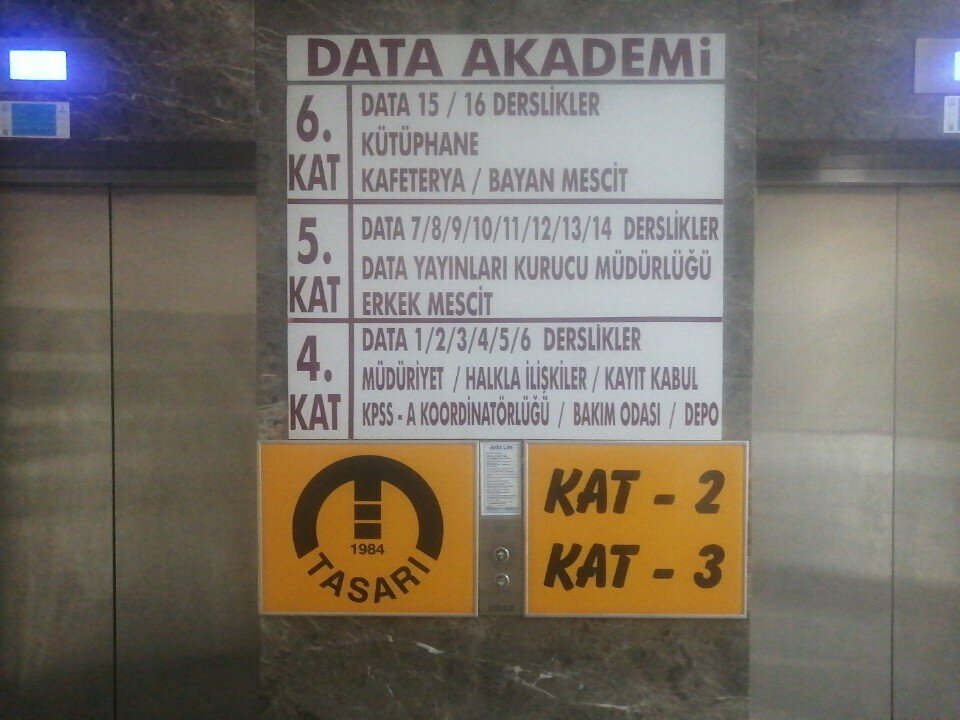 DATA AKADEMi
6. KAT
DATA 15 / 16 DERSLİKLER
KÜTÜPHANE
KAFETERYA / BAYAN MESCİT
5. KAT
DATA 7/8/9/10/11/12/13/14 DERSLİKLER
DATA YAYINLARI KURUCU MÜDÜRLÜĞÜ
ERKEK MESCİT
4. KAT
DATA 1/2/3/4/5/6 DERSLİKLER
MÜDÜRİYET / HALKLA İLİŞKİLER / KAYIT KABUL
KPSS - A KOORDİNATÖRLÜĞÜ / BAKIM ODASI / DEPO
1984
TASARI
KAT - 2
KAT - 3